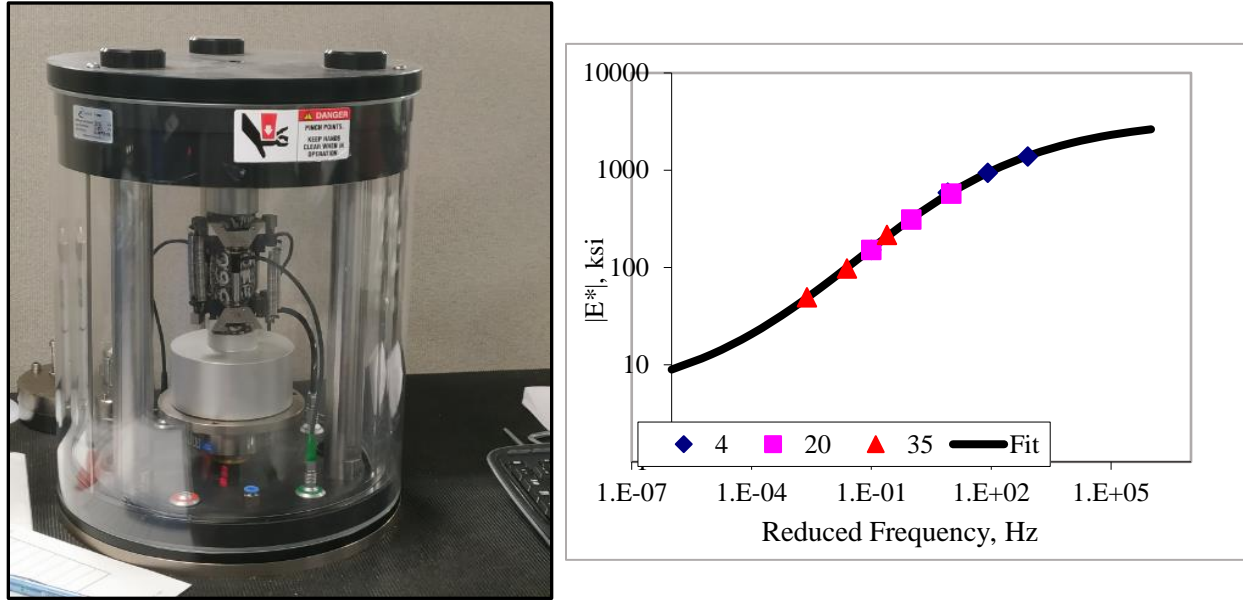 DANGER
PINCH POINTS.
KEEP HANDS
CLEAR WHEN IN
OPERATION
10000
1000
100
10
|E*|, ksi
4 20 35 Fit
1.E-07 1.E-04 1.E-01 1.E+02 1.E+05
Reduced Frequency, Hz